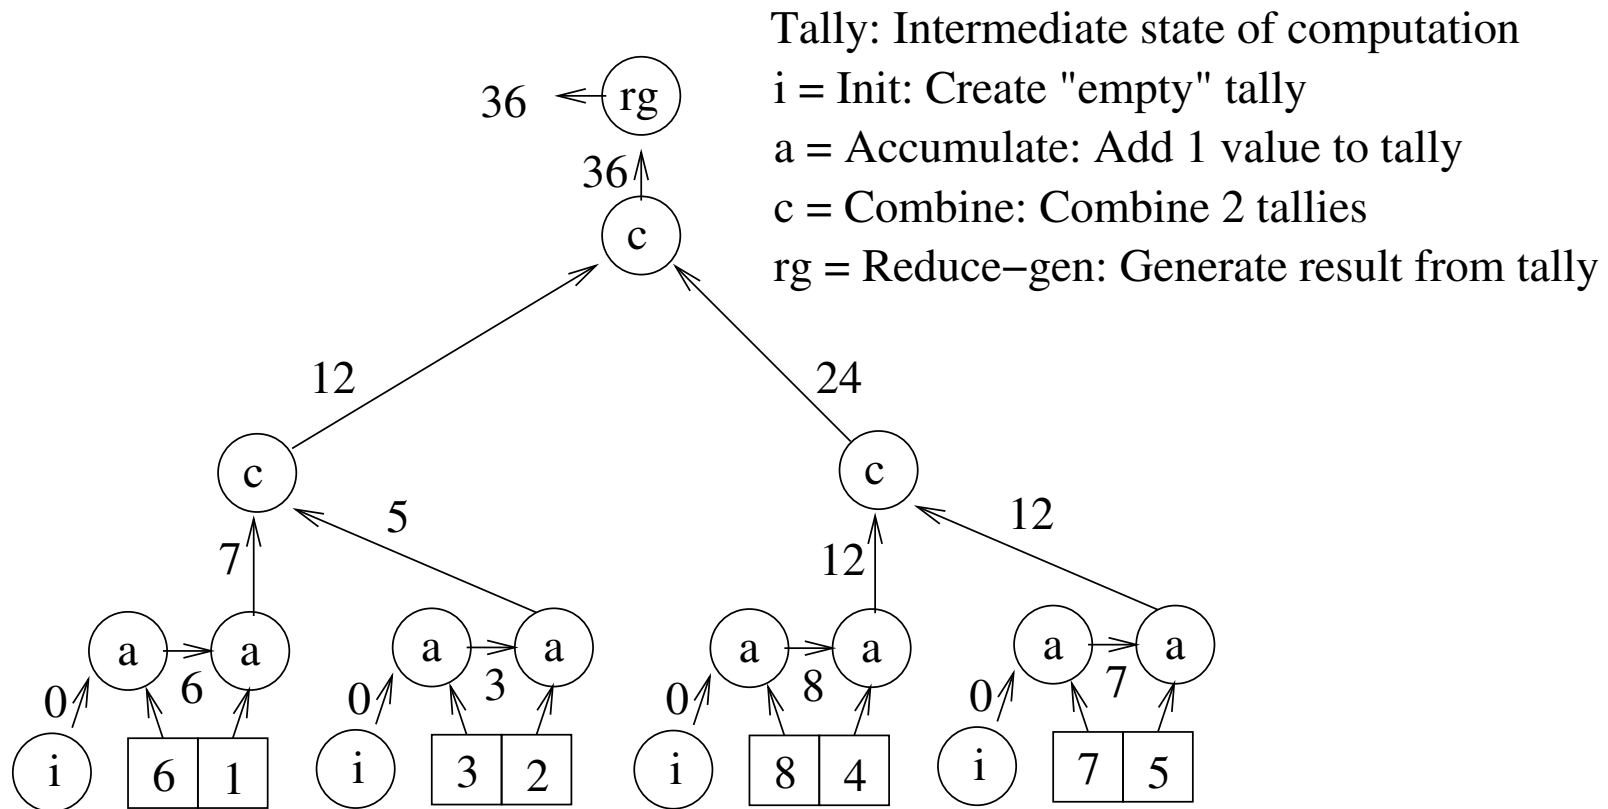 Tally: Intermediate state of computation
i = Init: Create "empty" tally
a = Accumulate: Add 1 value to tally
c = Combine: Combine 2 tallies
rg = Reduce−gen: Generate result from tally
36 rg
36
c
12 24
c c
5 12
7 12
a a a a a a a a
0 6 0 3 0 8 0 7
i 6 1 i 3 2 i 8 4 i 7 5